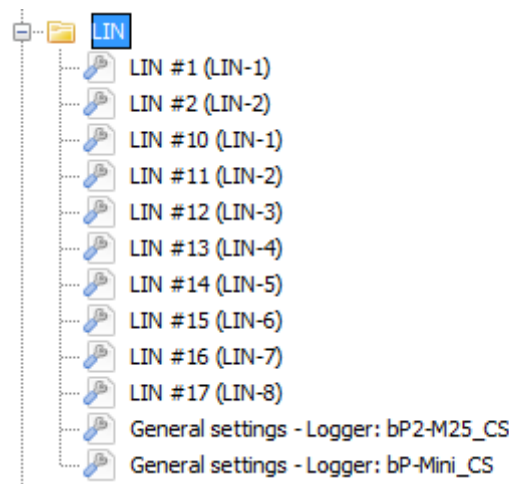 LIN
LIN #1 (LIN-1)
LIN #2 (LIN-2)
LIN #10 (LIN-1)
LIN #11 (LIN-2)
LIN #12 (LIN-3)
LIN #13 (LIN-4)
LIN #14 (LIN-5)
LIN #15 (LIN-6)
LIN #16 (LIN-7)
LIN #17 (LIN-8)
General settings - Logger: bP2-M25_CS
General settings - Logger: bP-Mini_CS